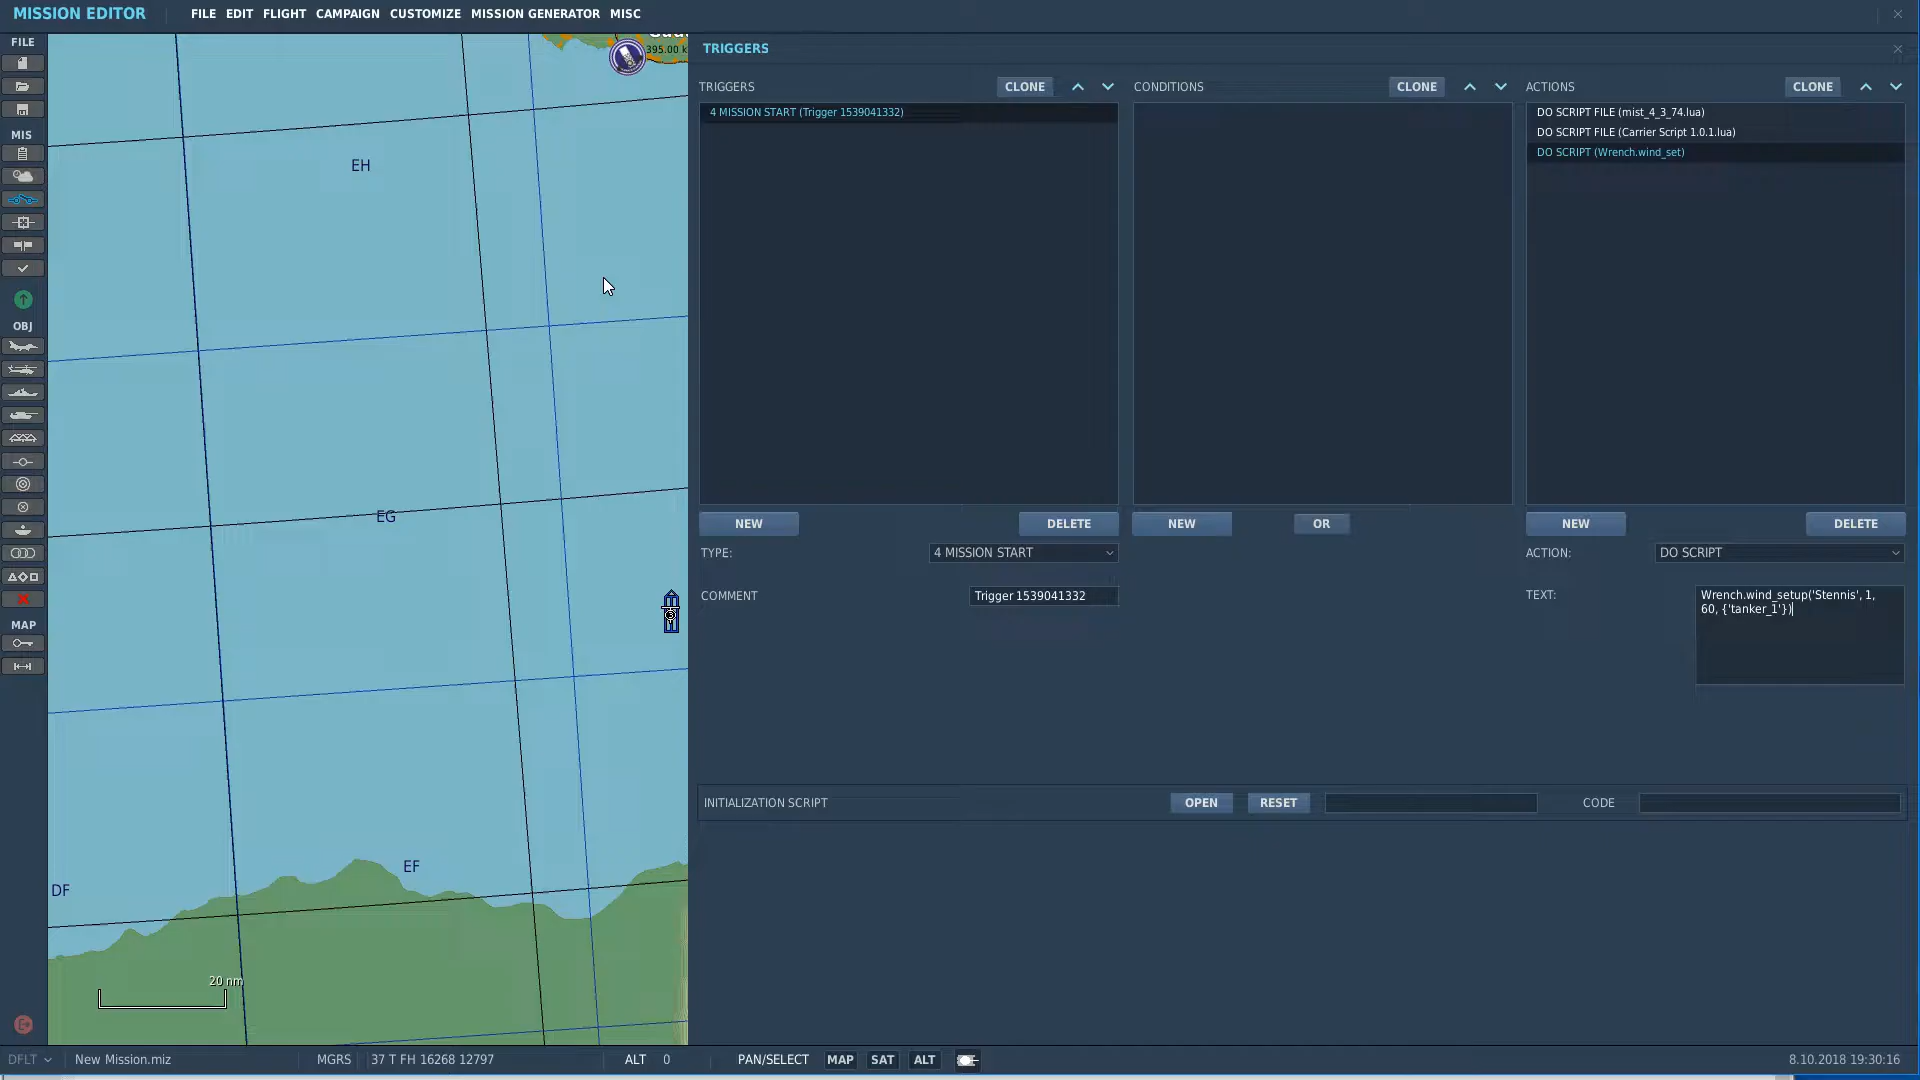 MISSION EDITOR
FILE EDIT FLIGHT CAMPAIGN CUSTOMIZE MISSION GENERATOR MISC
FILE
MIS
OBJ
MAP
395.00 k
EH
EG
EF
DF
20 nm
TRIGGERS
TRIGGERS CLONE
4 MISSION START (Trigger 1539041332)
NEW DELETE
TYPE: 4 MISSION START
COMMENT Trigger 1539041332
CONDITIONS CLONE
NEW OR
ACTIONS CLONE
DO SCRIPT FILE (mist_4_3_74.lua)
DO SCRIPT FILE (Carrier Script 1.0.1.lua)
DO SCRIPT (Wrench.wind_set)
NEW DELETE
ACTION: DO SCRIPT
TEXT: Wrench.wind_setup('Stennis', 1,
60, {'tanker_1'})
INITIALIZATION SCRIPT OPEN RESET CODE
DFLT New Mission.miz MGRS 37 T FH 16268 12797 ALT 0 PAN/SELECT MAP SAT ALT 8.10.2018 19:30:16